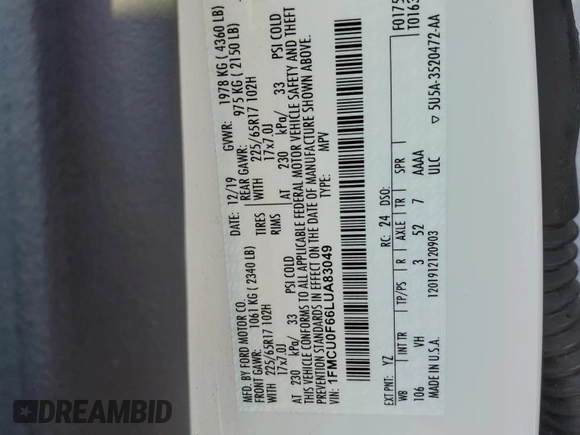 MFD. BY FORD MOTOR CO.
DATE: 12/19
GVWR: 1978 KG ( 4360 LB)
FRONT GAWR: 1061 KG ( 2340 LB)
REAR GAWR: 975 KG ( 2150 LB)
WITH 225/65R17 102H TIRES WITH 225/65R17 102H
17x7.0J RIMS 17x7.0J
AT 230 kPa/ 33 PSI COLD AT 230 kPa/ 33 PSI COLD
THIS VEHICLE CONFORMS TO ALL APPLICABLE FEDERAL MOTOR VEHICLE SAFETY AND THEFT
PREVENTION STANDARDS IN EFFECT ON THE DATE OF MANUFACTURE SHOWN ABOVE.
VIN: 1FMCU0F66LUA83049 TYPE: MPV
EXT PNT: YZ RC: 24 DSO:
WB INT TR TP/PS R AXLE TR SPR
106 VH 3 52 7 AAAA
MADE IN U.S.A. 1201912120903 ULC
5U5A-3520472-AA
F0175
T0163
DREAMBID